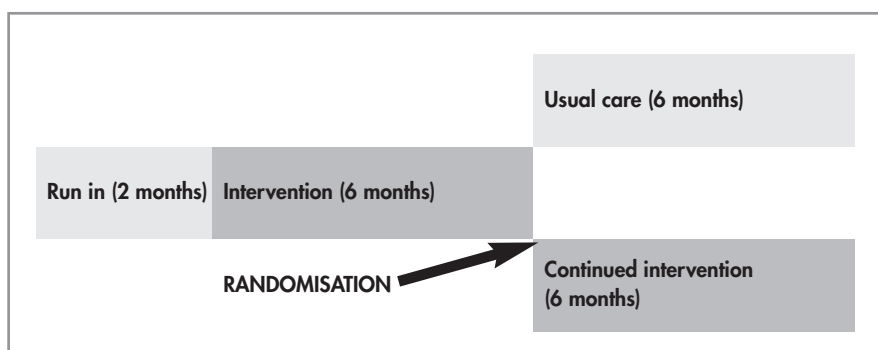 Usual care (6 months)
Run in (2 months)
Intervention (6 months)
RANDOMISATION
Continued intervention
(6 months)